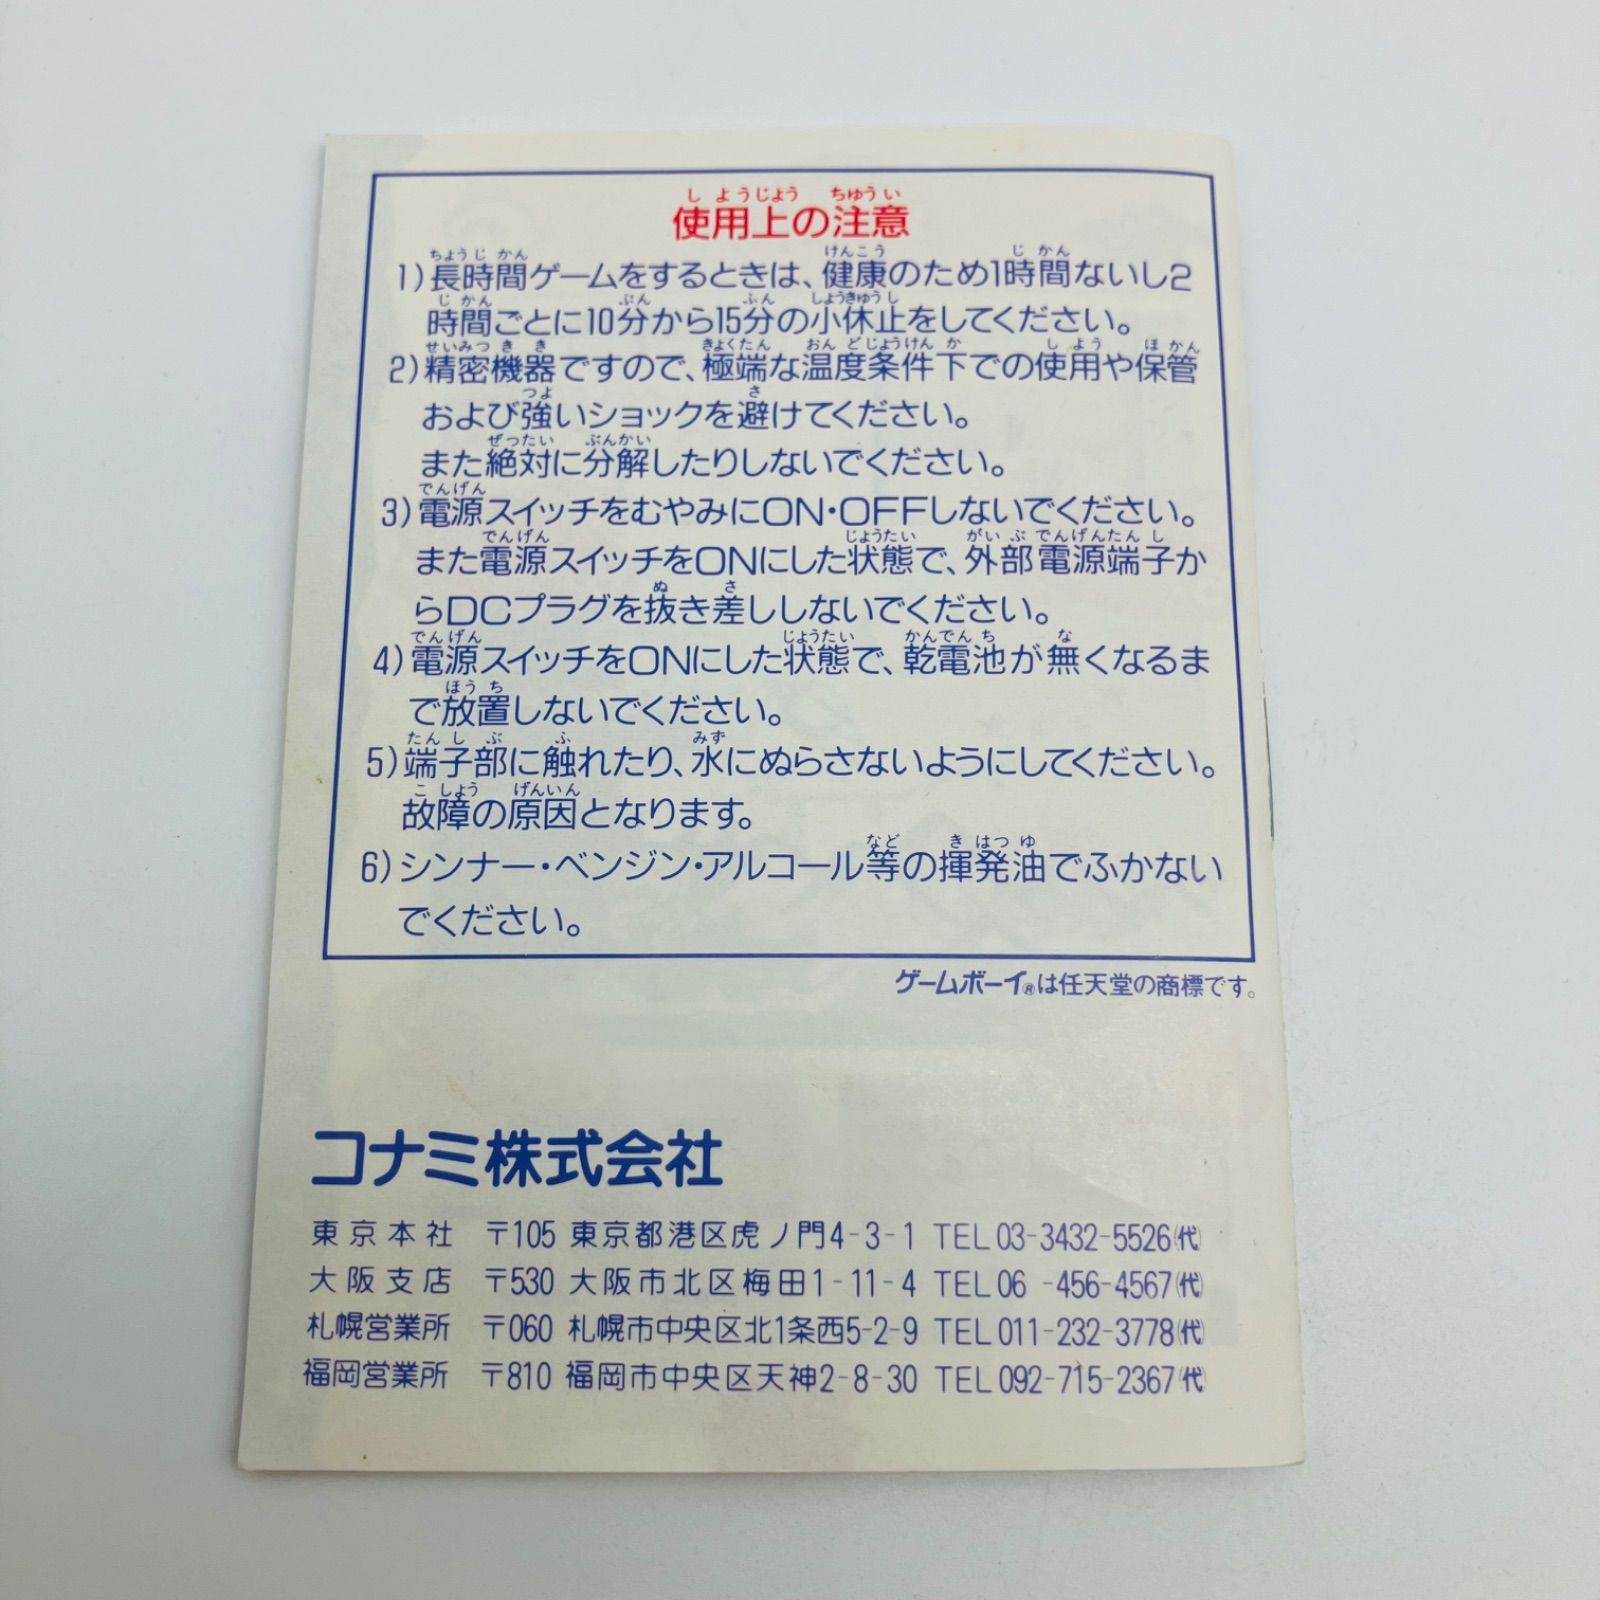 使用上の注意
1)長時間ゲームをするときは、健康のため1時間ないし2
時間ごとに10分から15分の小休止をしてください。
2)精密機器ですので、極端な温度条件下での使用や保管
および強いショックを避けてください。
また絶対に分解したりしないでください。
3)電源スイッチをむやみにON・OFFしないでください。
また電源スイッチをONにした状態で、外部電源端子か
らDCプラグを抜き差ししないでください。
4)電源スイッチをONにした状態で、乾電池が無くなるま
で放置しないでください。
5)端子部に触れたり、水にぬらさないようにしてください。
故障の原因となります。
6)シンナー・ベンジン・アルコール等の揮発油でふかない
でください。
ゲームボーイ®は任天堂の商標です。
コナミ株式会社
東京本社 〒105 東京都港区虎ノ門4-3-1 TEL 03-3432-5526(代)
大阪支店 〒530 大阪市北区梅田1-11-4 TEL 06 -456-4567(代)
札幌営業所 〒060 札幌市中央区北1条西5-2-9 TEL 011-232-3778(代)
福岡営業所 〒810 福岡市中央区天神2-8-30 TEL 092-715-2367(代)